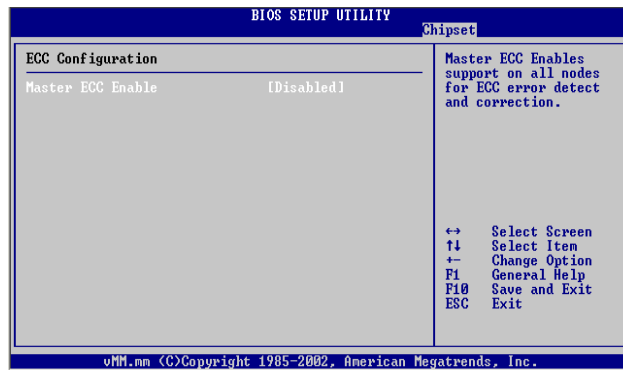 BIOS SETUP UTILITY
Chipset
ECC Configuration
Master ECC Enable [Disabled]
Master ECC Enables
support on all nodes
for ECC error detect
and correction.
↔ Select Screen
↑↓ Select Item
+- Change Option
F1 General Help
F10 Save and Exit
ESC Exit
vMM.mm (C)Copyright 1985-2002, American Megatrends, Inc.